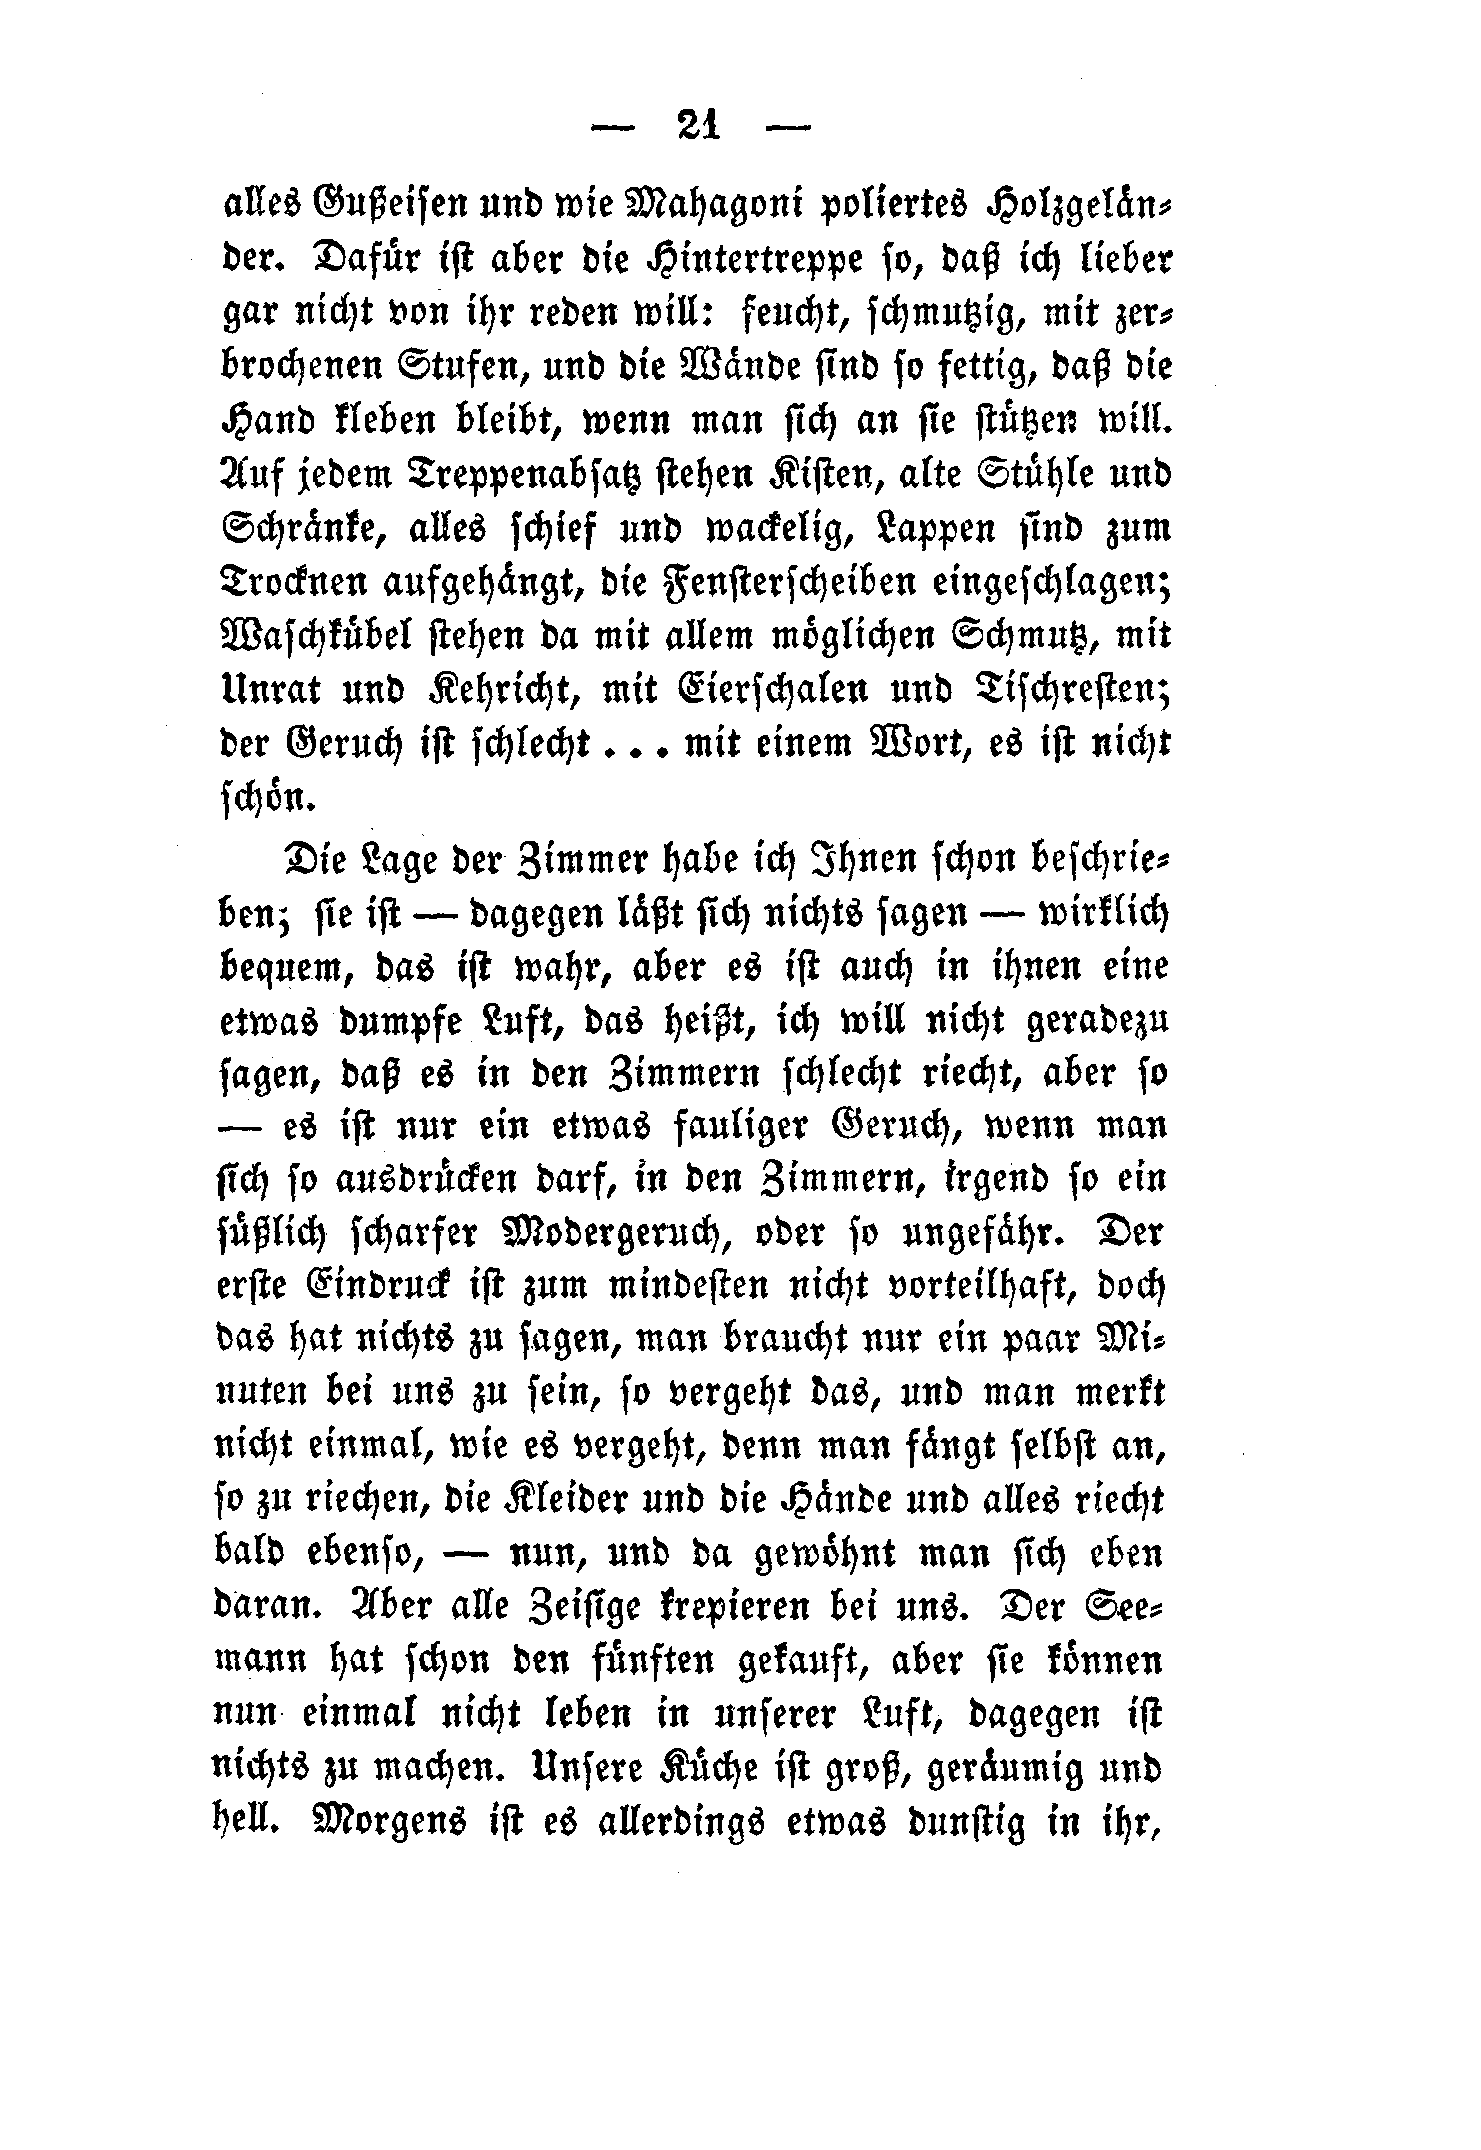 — 21 —
alles Gußeisen und wie Mahagoni poliertes Holzgelän-
der. Dafür ist aber die Hintertreppe so, daß ich lieber
gar nicht von ihr reden will: feucht, schmutzig, mit zer-
brochenen Stufen, und die Wände sind so fettig, daß die
Hand kleben bleibt, wenn man sich an sie stützen will.
Auf jedem Treppenabsatz stehen Kisten, alte Stühle und
Schränke, alles schief und wackelig, Lappen sind zum
Trocknen aufgehängt, die Fensterscheiben eingeschlagen;
Waschkübel stehen da mit allem möglichen Schmutz, mit
Unrat und Kehricht, mit Eierschalen und Tischresten;
der Geruch ist schlecht . . . mit einem Wort, es ist nicht
schön.
Die Lage der Zimmer habe ich Ihnen schon beschrie-
ben; sie ist — dagegen läßt sich nichts sagen — wirklich
bequem, das ist wahr, aber es ist auch in ihnen eine
etwas dumpfe Luft, das heißt, ich will nicht geradezu
sagen, daß es in den Zimmern schlecht riecht, aber so
— es ist nur ein etwas fauliger Geruch, wenn man
sich so ausdrücken darf, in den Zimmern, irgend so ein
süßlich scharfer Modergeruch, oder so ungefähr. Der
erste Eindruck ist zum mindesten nicht vorteilhaft, doch
das hat nichts zu sagen, man braucht nur ein paar Mi-
nuten bei uns zu sein, so vergeht das, und man merkt
nicht einmal, wie es vergeht, denn man fängt selbst an,
so zu riechen, die Kleider und die Hände und alles riecht
bald ebenso, — nun, und da gewöhnt man sich eben
daran. Aber alle Zeisige krepieren bei uns. Der See-
mann hat schon den fünften gekauft, aber sie können
nun einmal nicht leben in unserer Luft, dagegen ist
nichts zu machen. Unsere Küche ist groß, geräumig und
hell. Morgens ist es allerdings etwas dunstig in ihr,